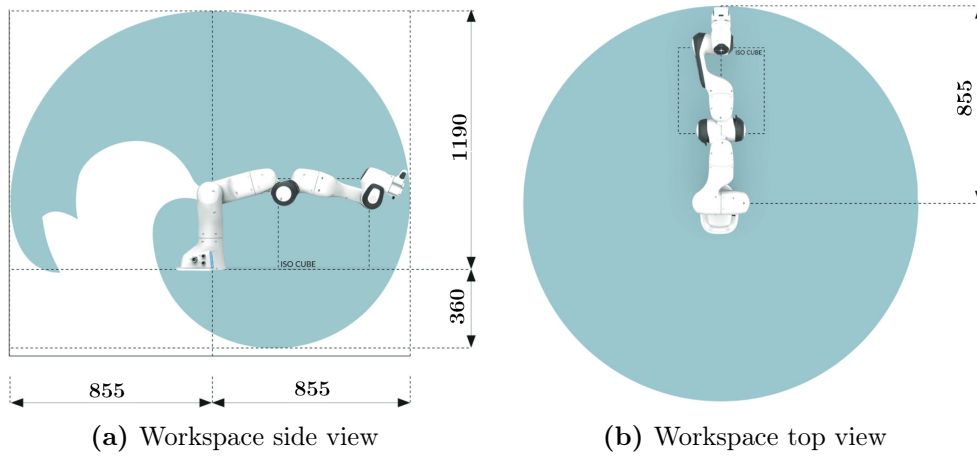 1190
ISO CUBE
360
855
855
(a) Workspace side view
ISO CUBE
855
(b) Workspace top view